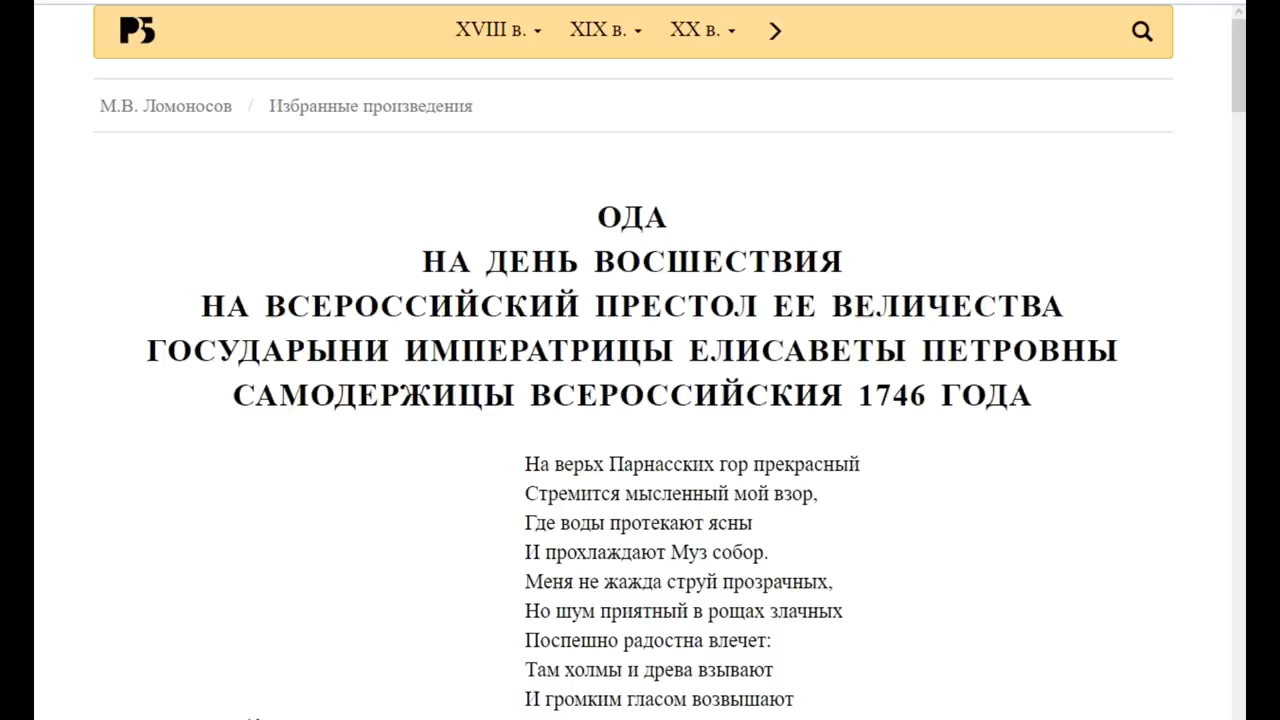 РЗ
XVIII в. XIX в. XX в.
М.В. Ломоносов / Избранные произведения
ОДА
НА ДЕНЬ ВОСШЕСТВИЯ
НА ВСЕРОССИЙСКИЙ ПРЕСТОЛ ЕЕ ВЕЛИЧЕСТВА
ГОСУДАРЫНИ ИМПЕРАТРИЦЫ ЕЛИСАВЕТЫ ПЕТРОВНЫ
САМОДЕРЖИЦЫ ВСЕРОССИЙСКИЯ 1746 ГОДА
На верьх Парнасских гор прекрасный
Стремится мысленный мой взор,
Где воды протекают ясны
И прохлаждают Муз собор.
Меня не жажда струй прозрачных,
Но шум приятный в рощах злачных
Поспешно радостна влечет:
Там холмы и древа взывают
И громким гласом возвышают